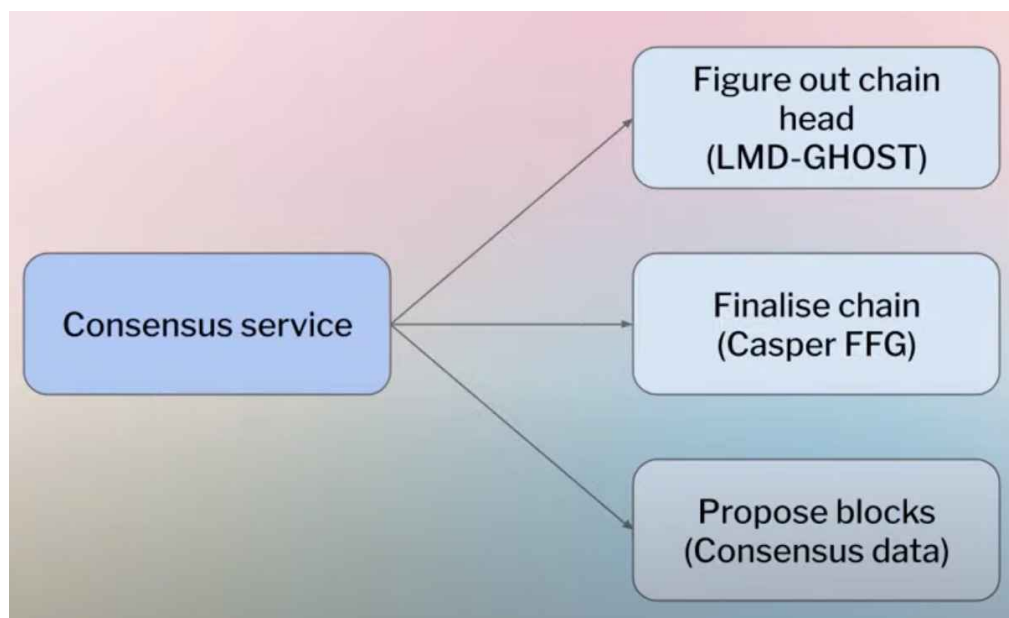 Figure out chain
head
(LMD-GHOST)
Consensus service
Finalise chain
(Casper FFG)
Propose blocks
(Consensus data)